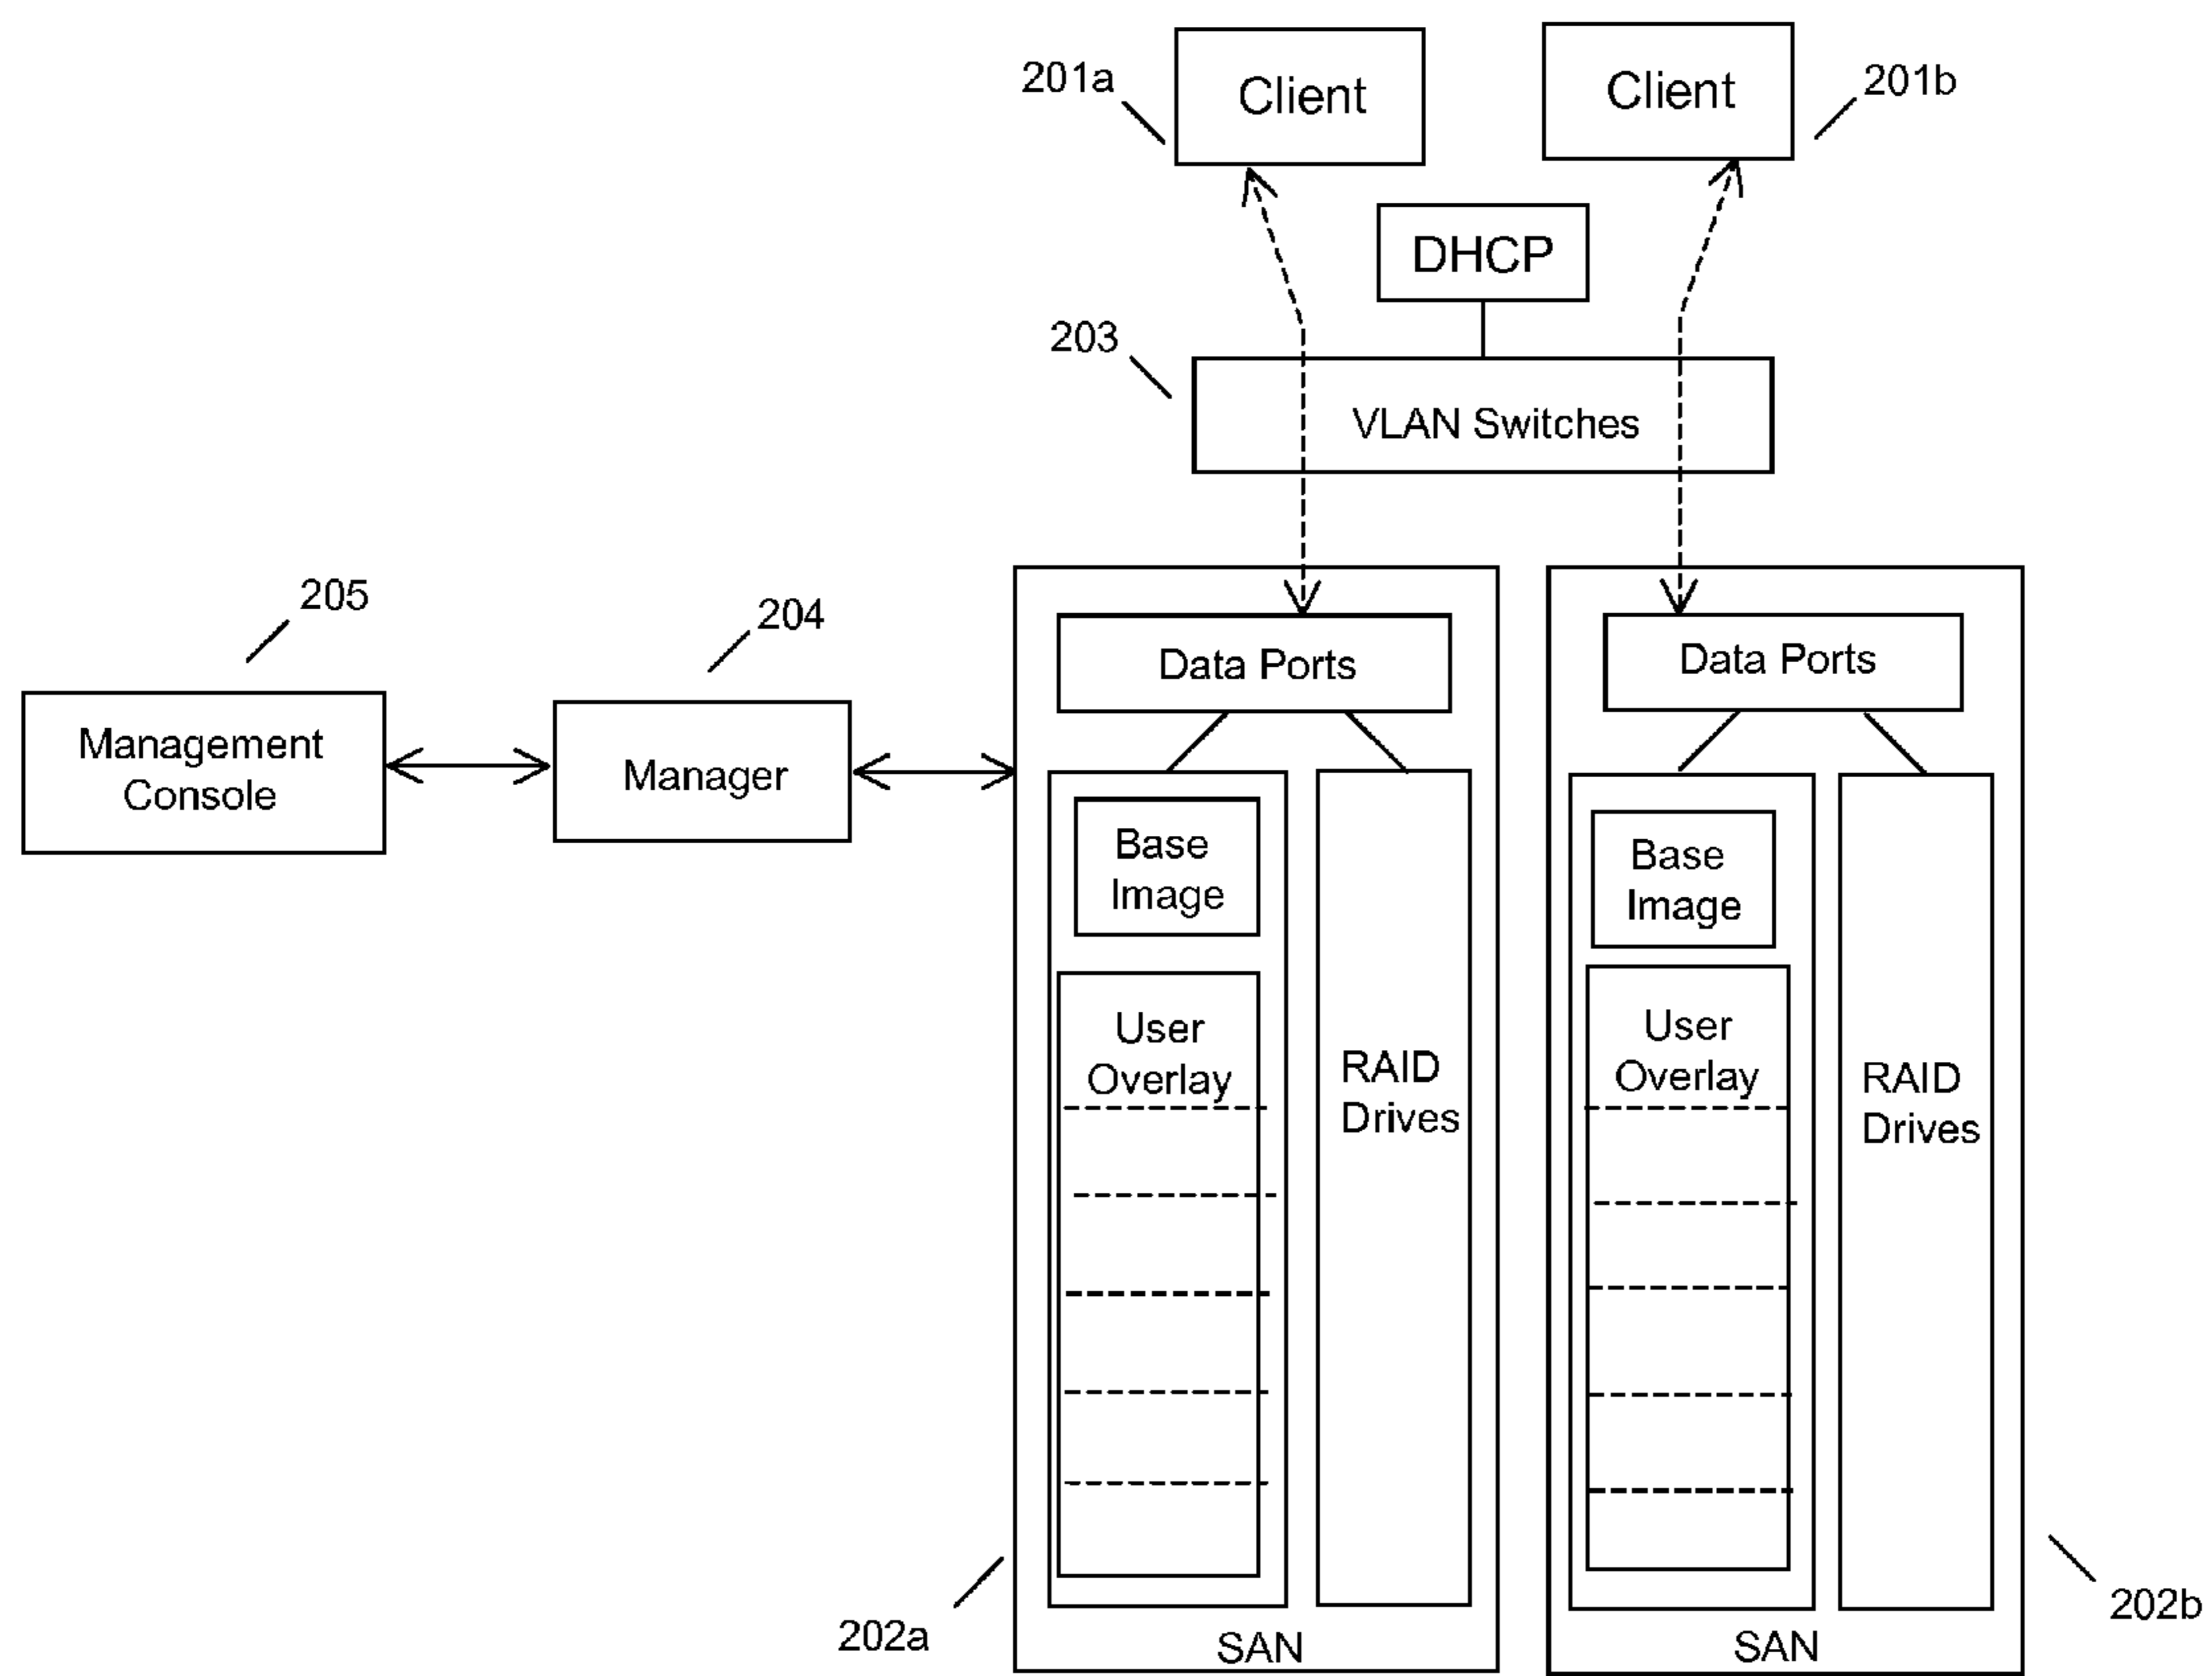 201a
Client
Client
201b
DHCP
203
VLAN Switches
205
204
Management
Console
Manager
Data Ports
Data Ports
Base
Image
Base
Image
User
Overlay
RAID
Drives
User
Overlay
RAID
Drives
202a
SAN
SAN
202b